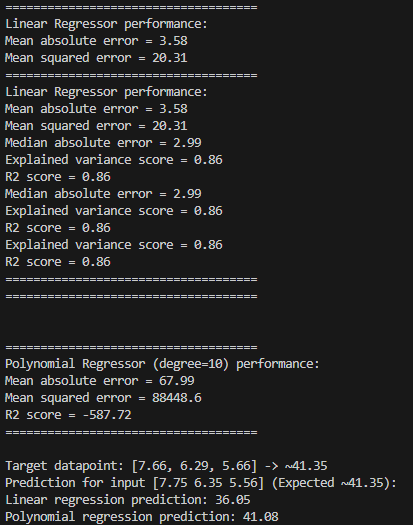 ====================================
Linear Regressor performance:
Mean absolute error = 3.58
Mean squared error = 20.31
====================================
Linear Regressor performance:
Mean absolute error = 3.58
Mean squared error = 20.31
Median absolute error = 2.99
Explained variance score = 0.86
R2 score = 0.86
Median absolute error = 2.99
Explained variance score = 0.86
R2 score = 0.86
Explained variance score = 0.86
R2 score = 0.86
====================================
====================================
====================================
Polynomial Regressor (degree=10) performance:
Mean absolute error = 67.99
Mean squared error = 88448.6
R2 score = -587.72
====================================
Target datapoint: [7.66, 6.29, 5.66] -> ~41.35
Prediction for input [7.75 6.35 5.56] (Expected ~41.35):
Linear regression prediction: 36.05
Polynomial regression prediction: 41.08